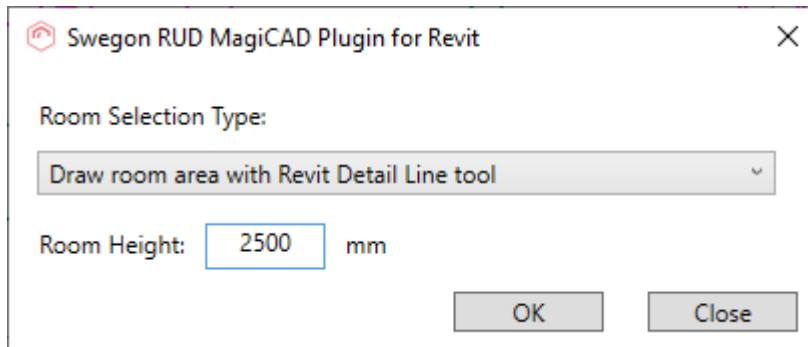 Swegon RUD MagiCAD Plugin for Revit
Room Selection Type:
Draw room area with Revit Detail Line tool
Room Height: 2500 mm
OK Close